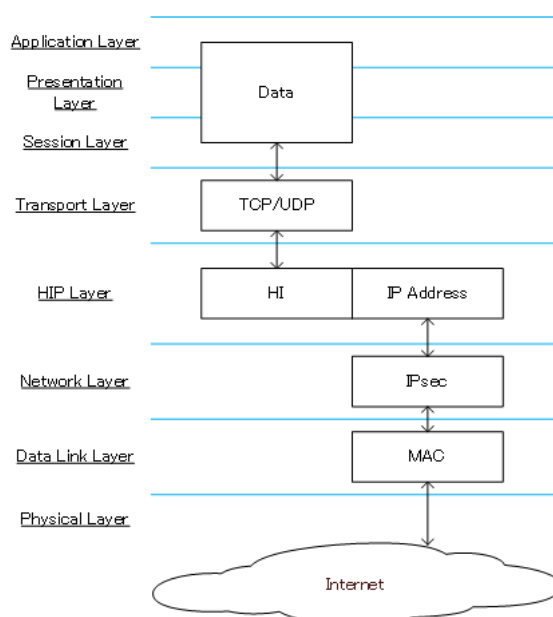 Application Layer
Presentation
Layer
Data
Session Layer
Transport Layer
TCP/UDP
HIP Layer
HI
IP Address
Network Layer
IPsec
Data Link Layer
MAC
Physical Layer
Internet